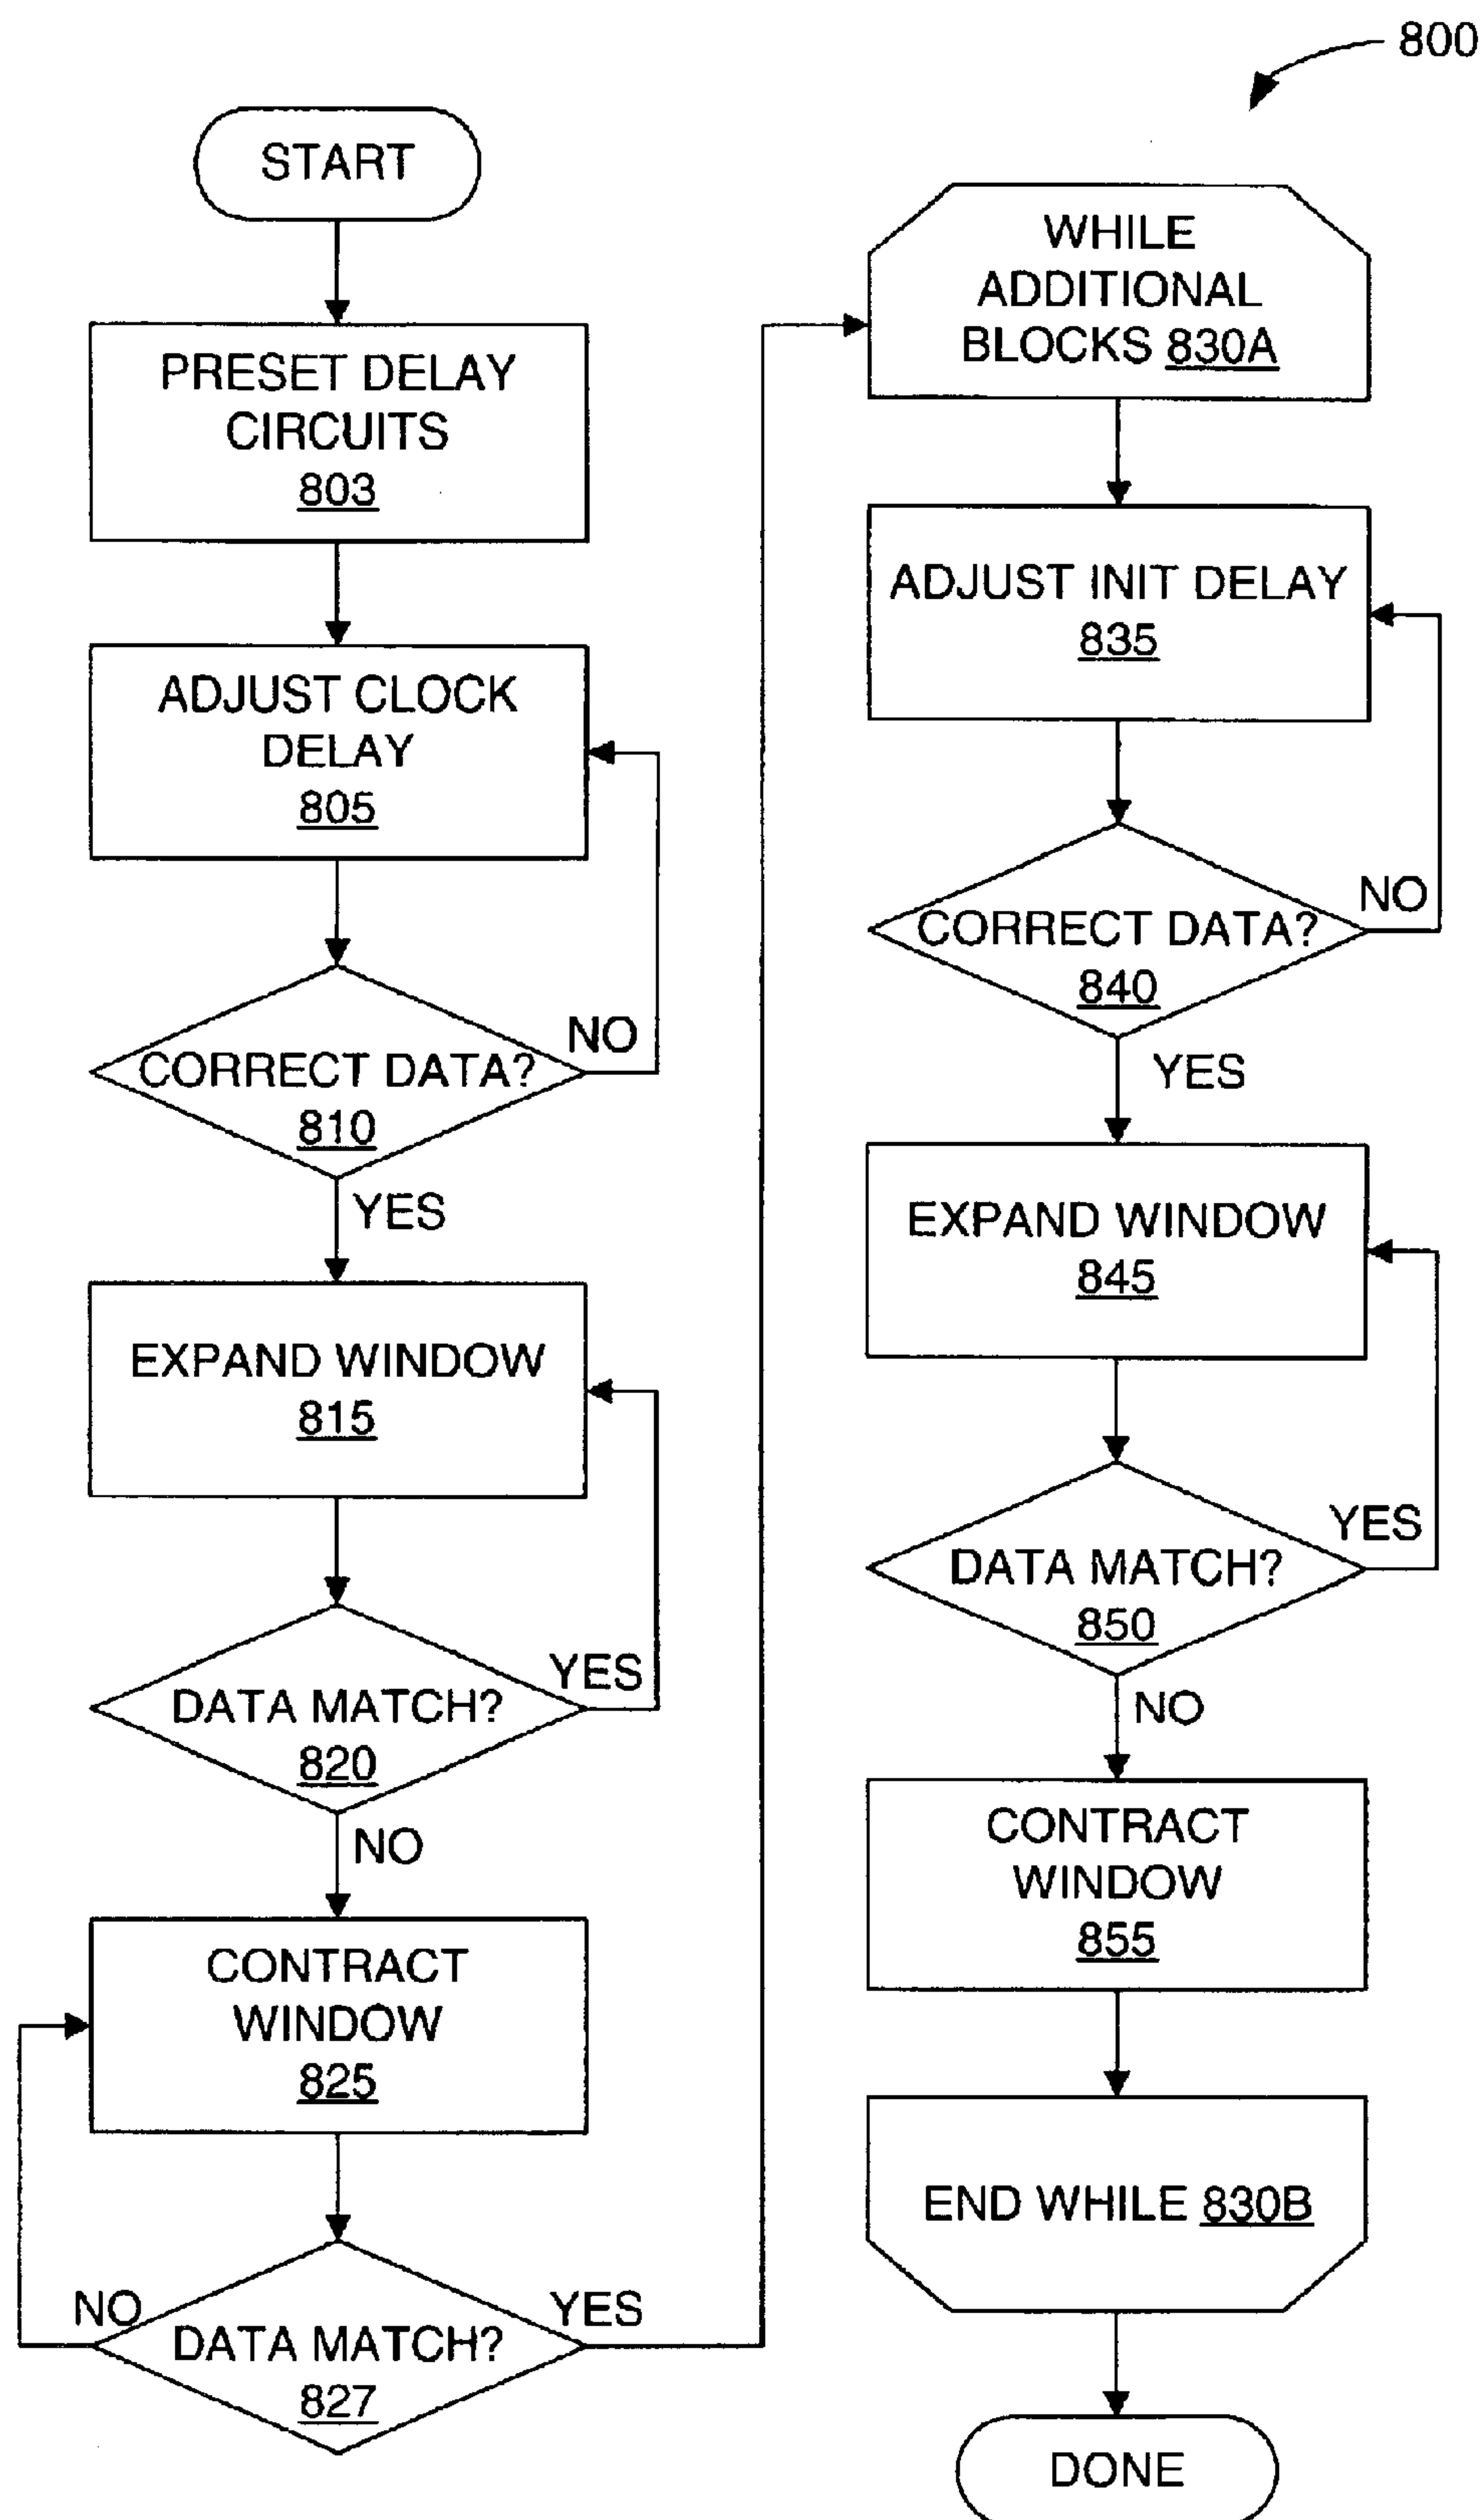 800
START
PRESET DELAY
CIRCUITS
803
ADJUST CLOCK
DELAY
805
CORRECT DATA?
810
NO
YES
EXPAND WINDOW
815
DATA MATCH?
820
YES
NO
CONTRACT
WINDOW
825
NO
DATA MATCH?
827
YES
WHILE
ADDITIONAL
BLOCKS 830A
ADJUST INIT DELAY
835
CORRECT DATA?
840
NO
YES
EXPAND WINDOW
845
DATA MATCH?
850
YES
NO
CONTRACT
WINDOW
855
END WHILE 830B
DONE